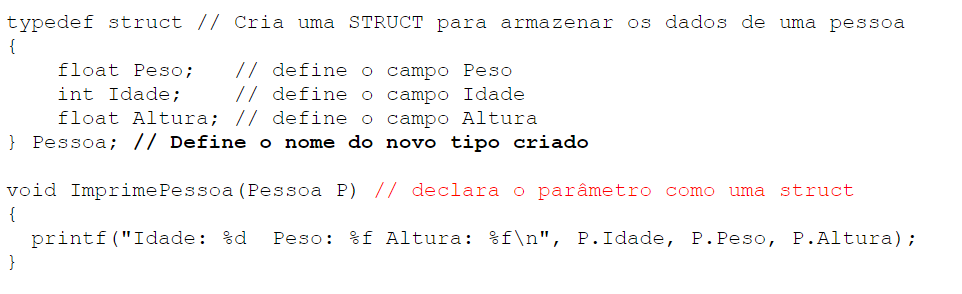 typedef struct // Cria uma STRUCT para armazenar os dados de uma pessoa
{
    float Peso;   // define o campo Peso
    int Idade;    // define o campo Idade
    float Altura; // define o campo Altura
} Pessoa; // Define o nome do novo tipo criado

void ImprimePessoa(Pessoa P) // declara o parâmetro como uma struct
{
  printf("Idade: %d  Peso: %f Altura: %f\n", P.Idade, P.Peso, P.Altura);
}